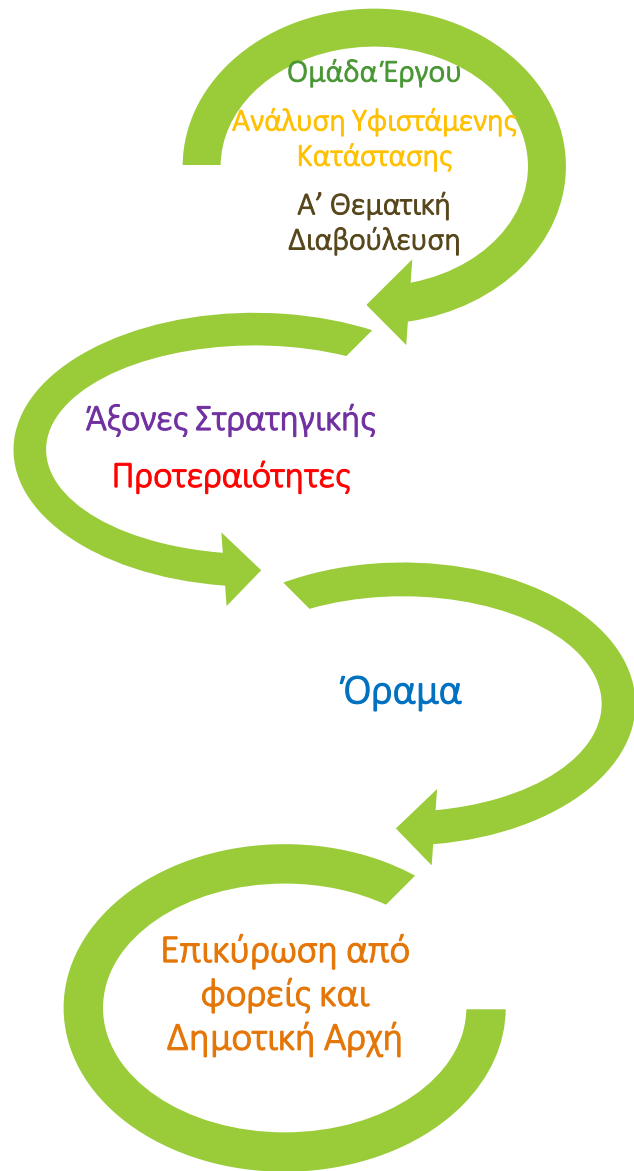 Ομάδα Έργου
Ανάλυση Υφιστάμενης
Κατάστασης
Α’ Θεματική
Διαβούλευση
Άξονες Στρατηγικής
Προτεραιότητες
Όραμα
Επικύρωση από
φορείς και
Δημοτική Αρχή